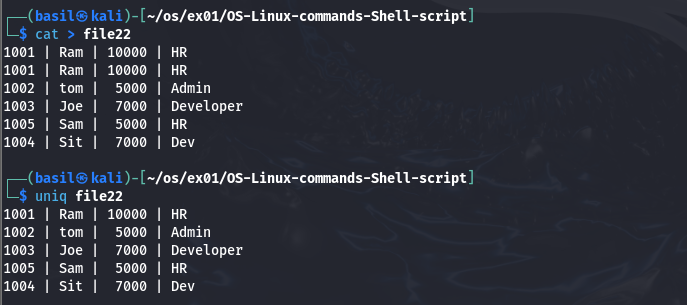 ┌──(basil㉿kali)-[~/os/ex01/OS-Linux-commands-Shell-script]
└─$ cat > file22
1001 | Ram | 10000 | HR
1001 | Ram | 10000 | HR
1002 | tom |  5000 | Admin
1003 | Joe |  7000 | Developer
1005 | Sam |  5000 | HR
1004 | Sit |  7000 | Dev
┌──(basil㉿kali)-[~/os/ex01/OS-Linux-commands-Shell-script]
└─$ uniq file22
1001 | Ram | 10000 | HR
1002 | tom |  5000 | Admin
1003 | Joe |  7000 | Developer
1005 | Sam |  5000 | HR
1004 | Sit |  7000 | Dev